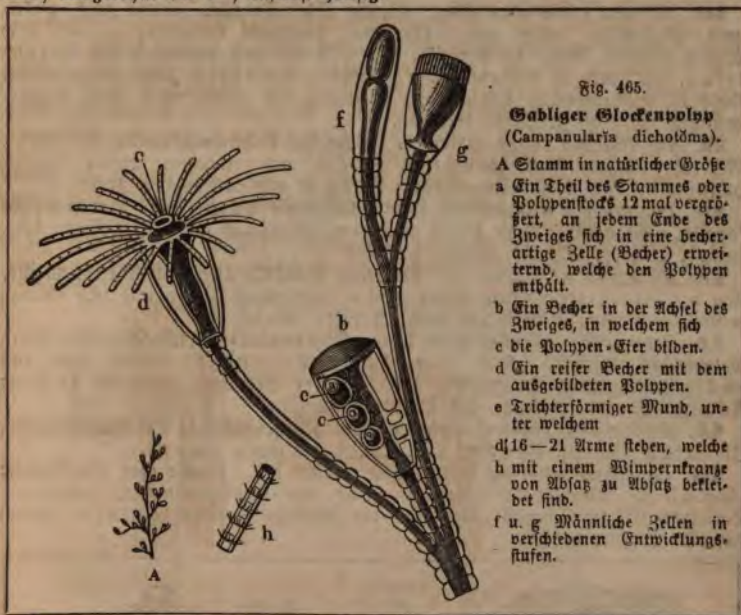 Fig. 465.
Gabliger Glockenpolyp
(Campanularĭa dichotŏma).
A Stamm in natürlicher Größe
a Ein Theil des Stammes oder
Polypenstocks 12 mal vergrö-
ßert, an jedem Ende des
Zweiges sich in eine becher-
artige Zelle (Becher) erwei-
ternd, welche den Polypen
enthält.
b Ein Becher in der Achsel des
Zweiges, in welchem sich
c die Polypen-Eier bilden.
d Ein reifer Becher mit dem
ausgebildeten Polypen.
e Trichterförmiger Mund, un-
ter welchem
d¦ 16—21 Arme stehen, welche
h mit einem Wimpernkranze
von Absatz zu Absatz beklei-
det sind.
f u. g Männliche Zellen in
verschiedenen Entwicklungs-
stufen.
f
g
e
d
b
c
c
h
A